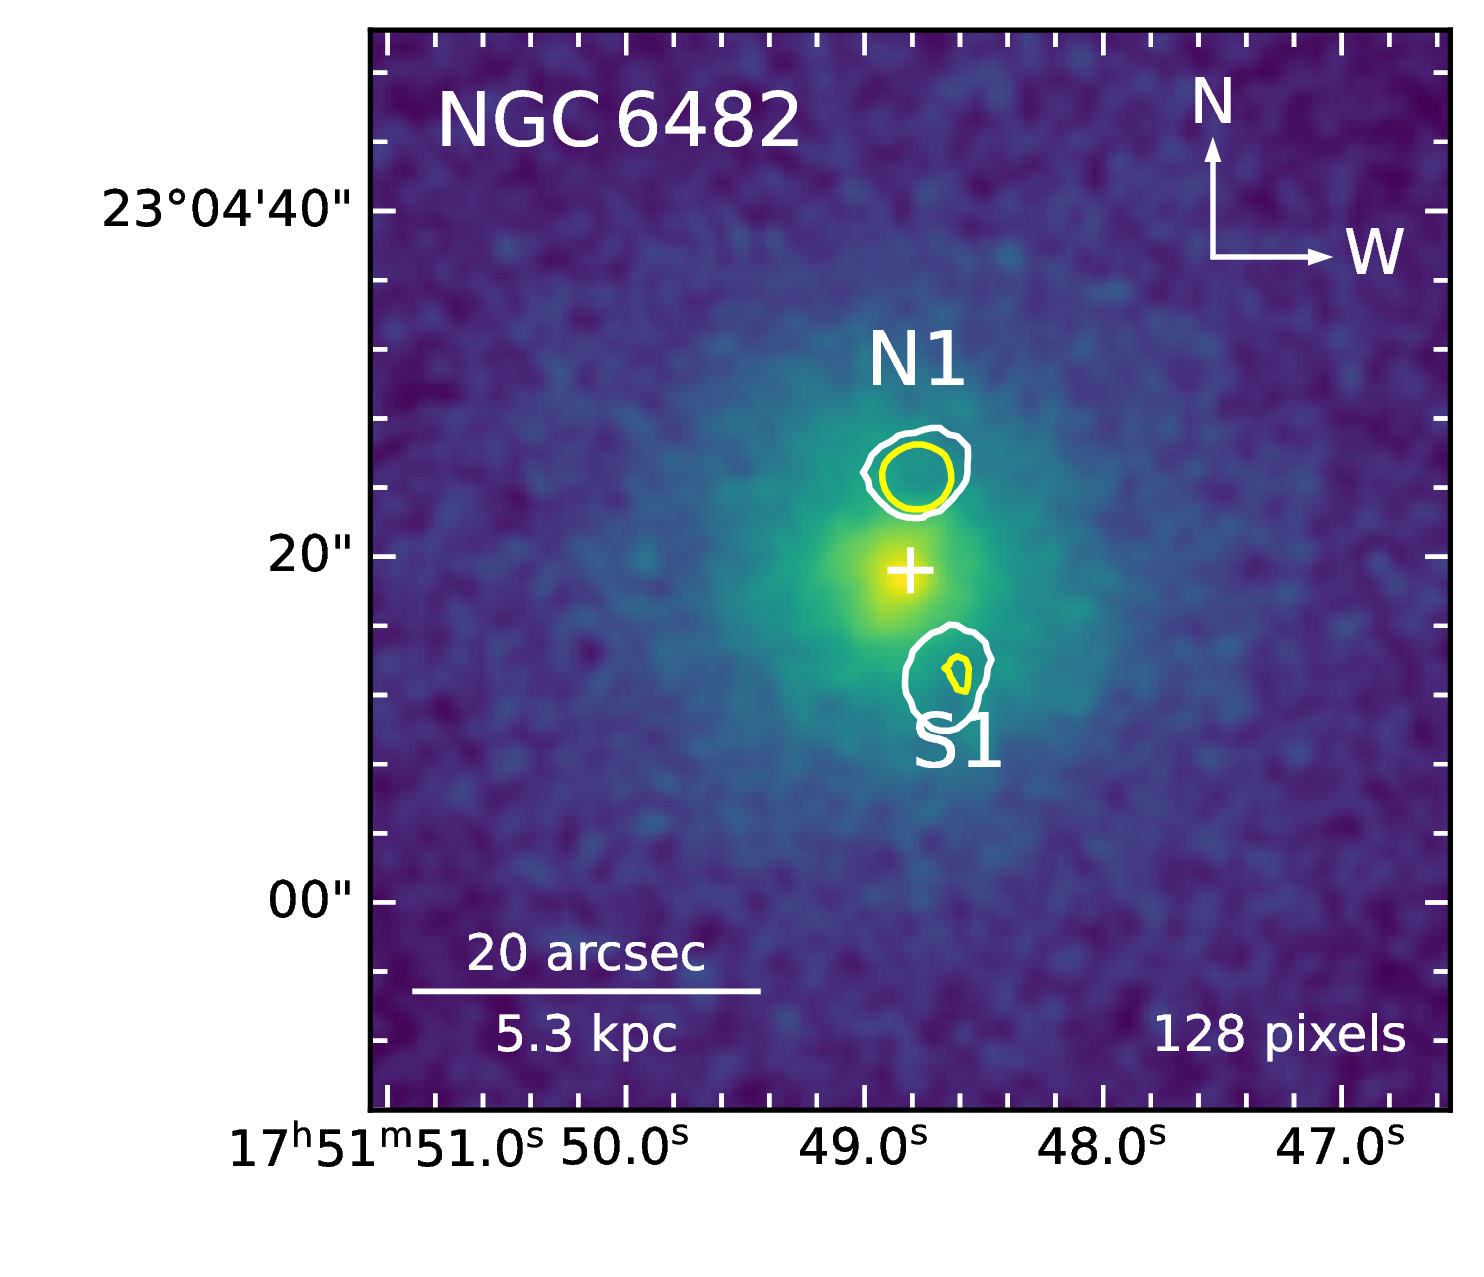 NGC 6482
N
W
23°04'40"
N1
20"
S1
00"
20 arcsec
5.3 kpc
128 pixels
17ʰ51ᵐ51.0ˢ 50.0ˢ 49.0ˢ 48.0ˢ 47.0ˢ